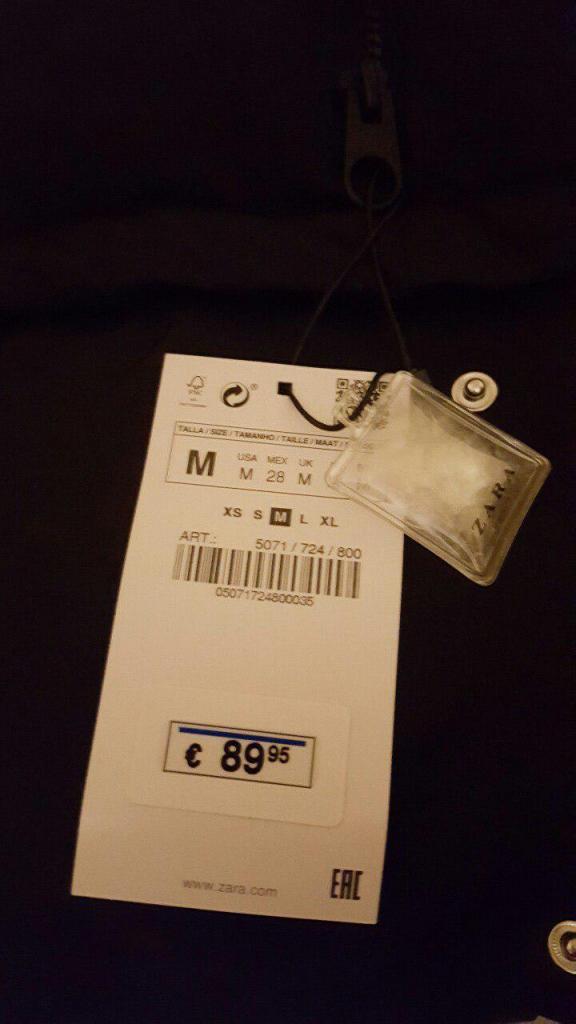 FSC
TALLA / SIZE / TAMANHO / TAILLE / MAAT /
USA MEX UK
M M 28 M
XS S M L XL
ART.: 5071 / 724 / 800
05071724800035
ZARA
€ 89 95
www.zara.com
EAC